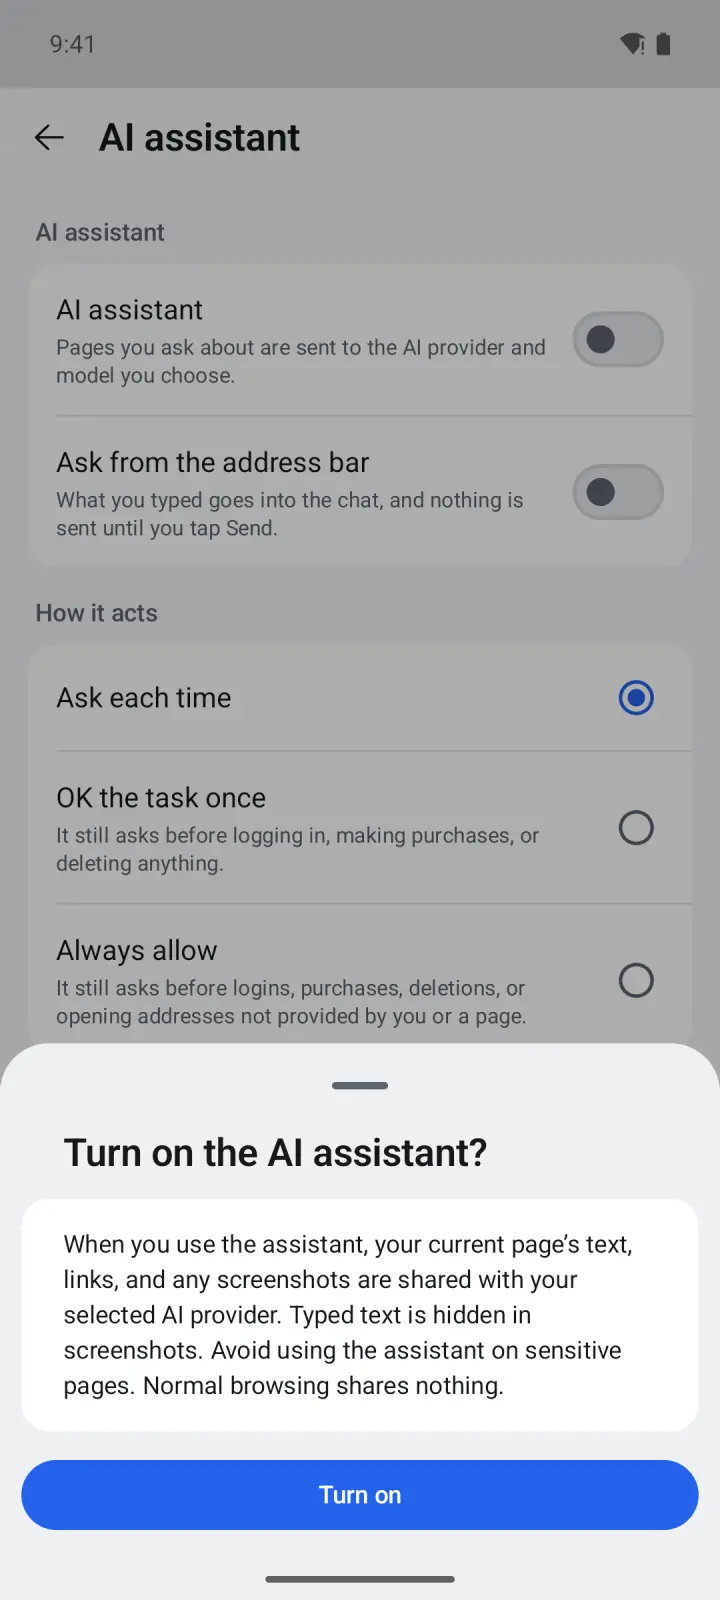 9:41
AI assistant
AI assistant
AI assistant
Pages you ask about are sent to the AI provider and
model you choose.
Ask from the address bar
What you typed goes into the chat, and nothing is
sent until you tap Send.
How it acts
Ask each time
OK the task once
It still asks before logging in, making purchases, or
deleting anything.
Always allow
It still asks before logins, purchases, deletions, or
opening addresses not provided by you or a page.
Turn on the AI assistant?
When you use the assistant, your current page’s text,
links, and any screenshots are shared with your
selected AI provider. Typed text is hidden in
screenshots. Avoid using the assistant on sensitive
pages. Normal browsing shares nothing.
Turn on